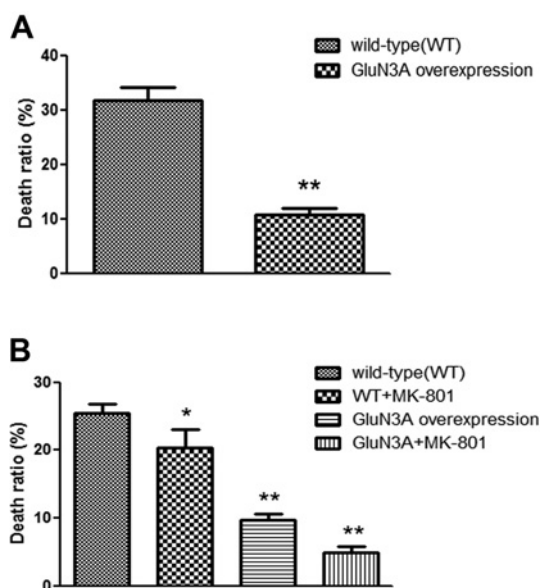 A
wild-type(WT)
GluN3A overexpression
40
30
20
10
0
Death ratio (%)
**
B
wild-type(WT)
WT+MK-801
GluN3A overexpression
GluN3A+MK-801
30
20
10
0
Death ratio (%)
*
**
**